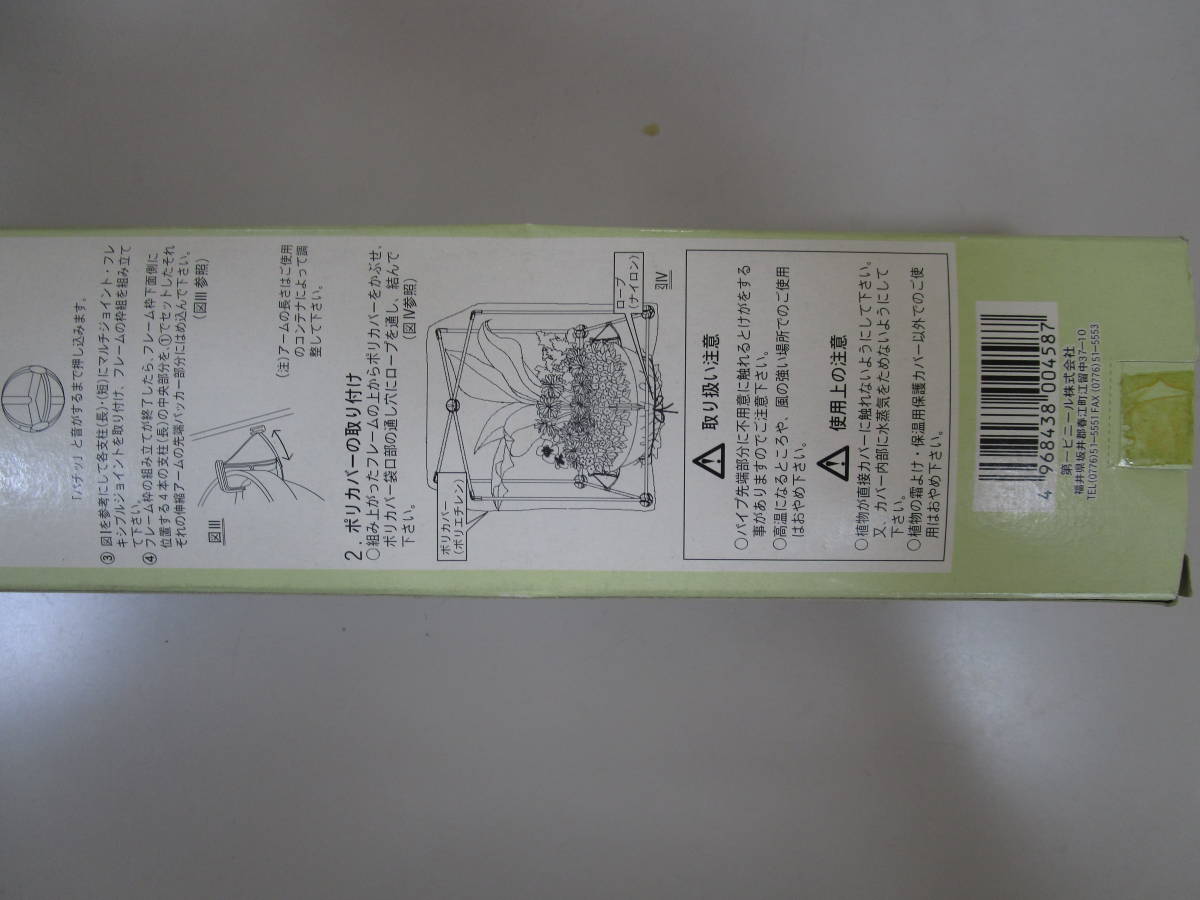 「パチッ」と音がするまで押し込みます。
③ 図Ⅰを参考にして各支柱(長)・(短)にマルチジョイント・フレ
キシブルジョイントを取り付け、フレームの枠組を組み立て
て下さい。
④ フレーム枠の組み立てが終了したら、フレーム枠下面側に
位置する4本の支柱(長)の中央部分を、①でセットしたそれ
それの伸縮アームの先端パッカー部分にはめ込んで下さい。
(図Ⅲ 参照)
図Ⅲ
(注)アームの長さはご使用
のコンテナによって調
整して下さい。
2.ポリカバーの取り付け
○組み上がったフレームの上からポリカバーをかぶせ、
ポリカバー袋口部の通し穴にロープを通し、結んで
下さい。
(図Ⅳ参照)
ポリカバー
(ポリエチレン)
ロープ
(ナイロン)
図Ⅳ
取り扱い注意
○パイプ先端部分に不用意に触れるとけがをする
事がありますのでご注意下さい。
○高温になるところや、風の強い場所でのご使用
はおやめ下さい。
使用上の注意
○植物が直接カバーに触れないようにして下さい。
又、カバー内部に水蒸気をためないようにして
下さい。
○植物の霜よけ・保温用保護カバー以外でのご使
用はおやめ下さい。
4 968438 004587
第一ビニール株式会社
福井県坂井郡春江町江留中37-10
TEL(0776)51-5551 FAX (0776)51-5553